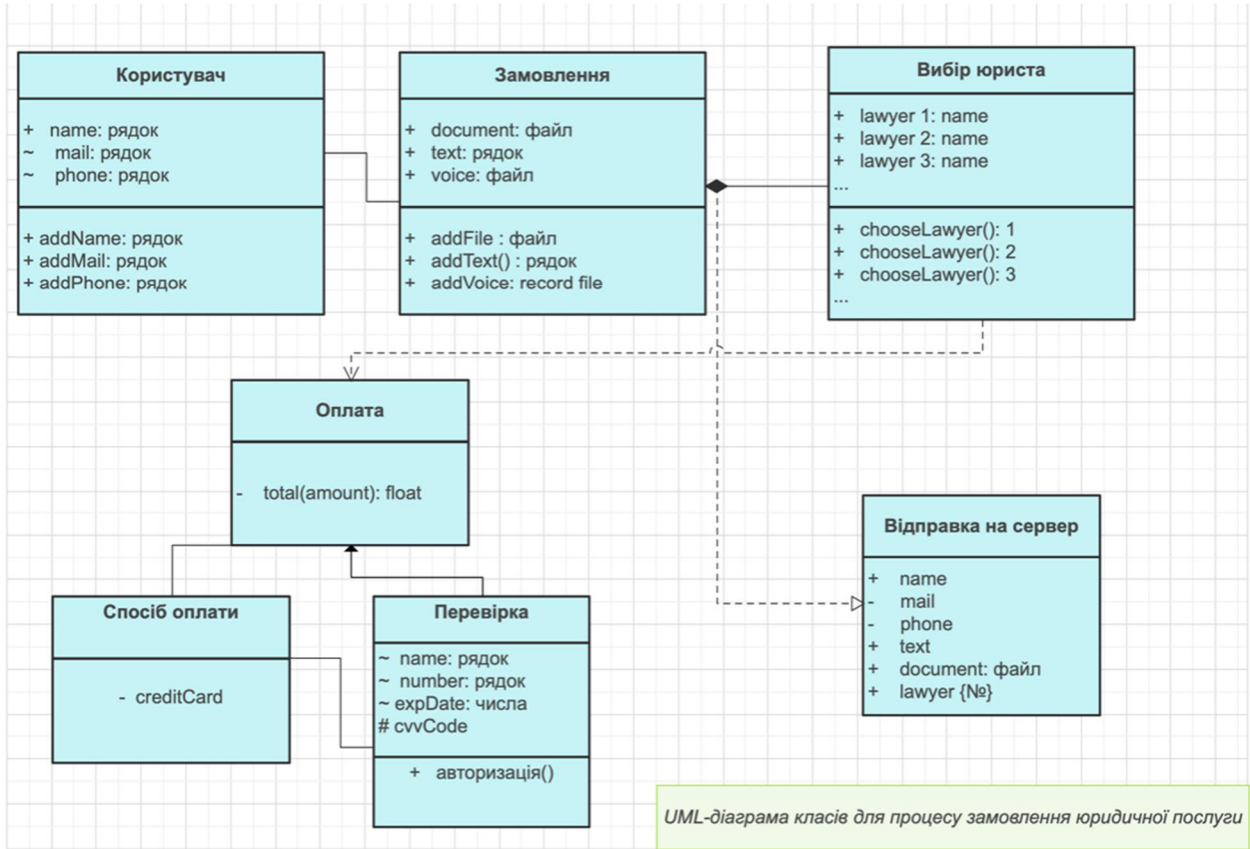 Користувач
+ name: рядок
~ mail: рядок
~ phone: рядок
+ addName: рядок
+ addMail: рядок
+ addPhone: рядок
Замовлення
+ document: файл
+ text: рядок
+ voice: файл
+ addFile : файл
+ addText() : рядок
+ addVoice: record file
Вибір юриста
+ lawyer 1: name
+ lawyer 2: name
+ lawyer 3: name
...
+ chooseLawyer(): 1
+ chooseLawyer(): 2
+ chooseLawyer(): 3
...
Оплата
- total(amount): float
Спосіб оплати
- creditCard
Перевірка
~ name: рядок
~ number: рядок
~ expDate: числа
# cvvCode
+ авторизація()
Відправка на сервер
+ name
- mail
- phone
+ text
+ document: файл
+ lawyer {№}
UML-діаграма класів для процесу замовлення юридичної послуги